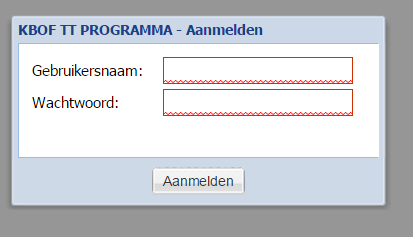 KBOF TT PROGRAMMA - Aanmelden
Gebruikersnaam:
Wachtwoord:
Aanmelden